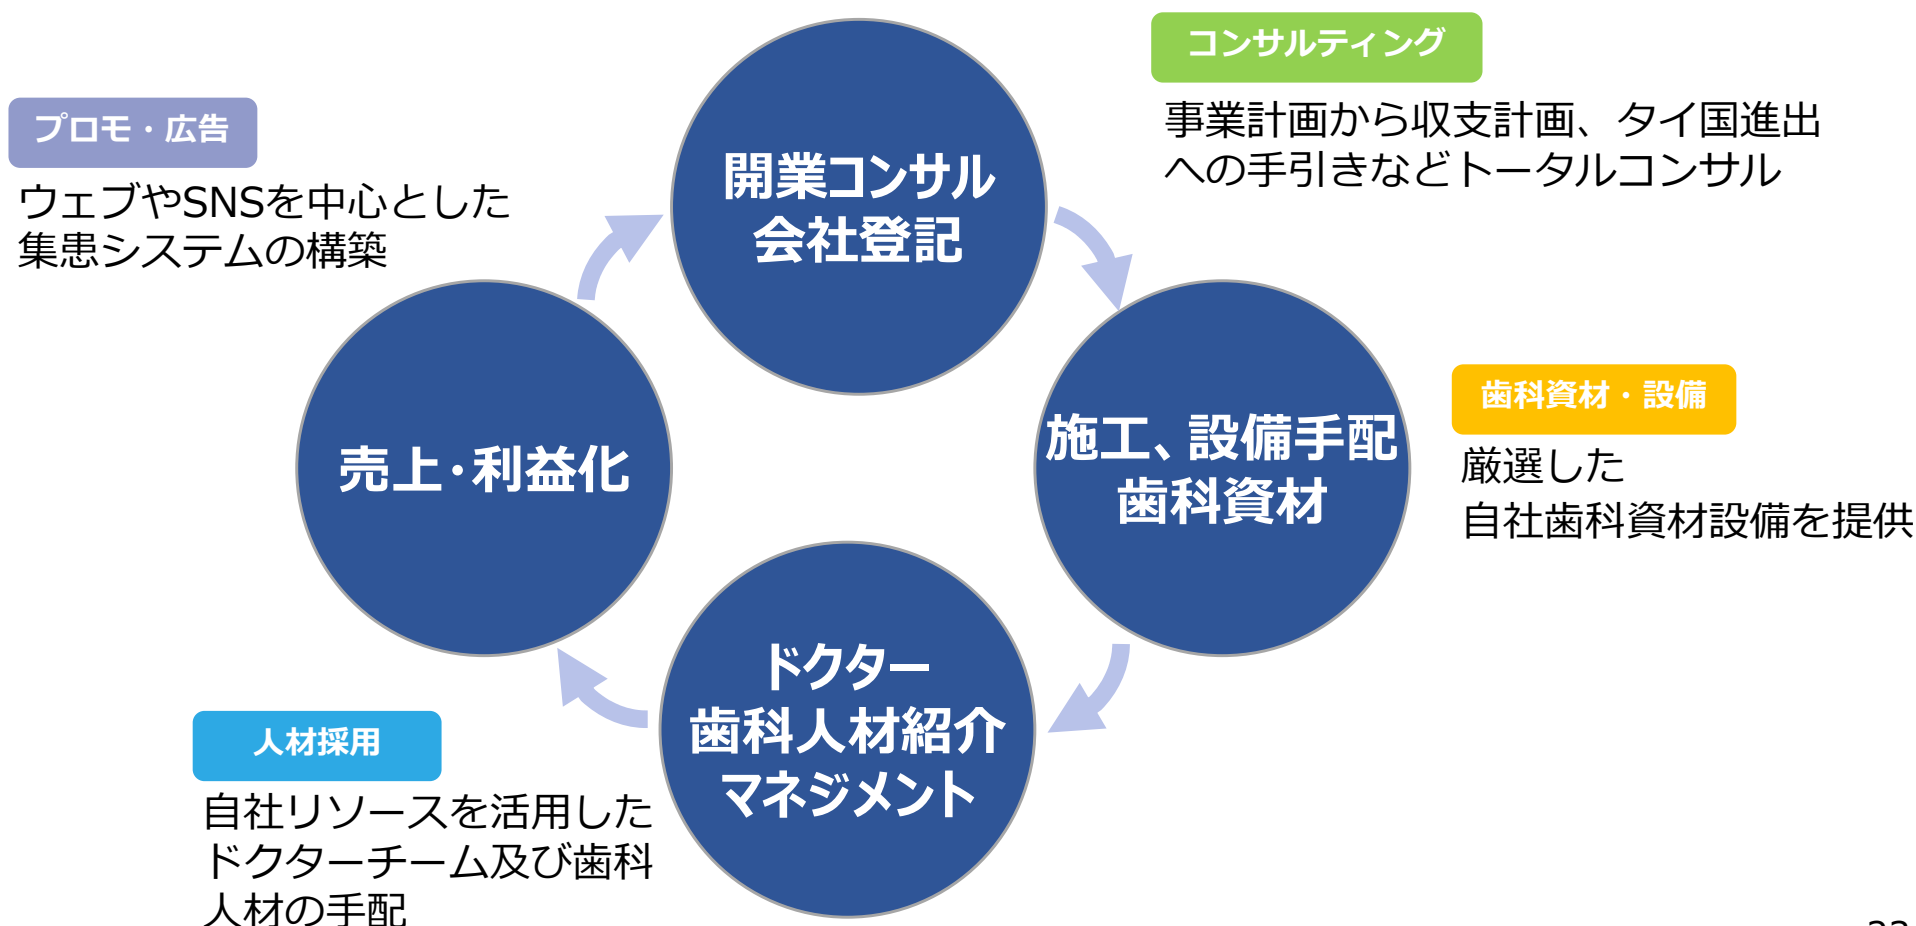 コンサルティング
事業計画から収支計画、タイ国進出
への手引きなどトータルコンサル
プロモ・広告
ウェブやSNSを中心とした
集患システムの構築
開業コンサル
会社登記
歯科資材・設備
厳選した
自社歯科資材設備を提供
施工、設備手配
歯科資材
売上・利益化
ドクター
歯科人材紹介
マネジメント
人材採用
自社リソースを活用した
ドクターチーム及び歯科
人材の手配